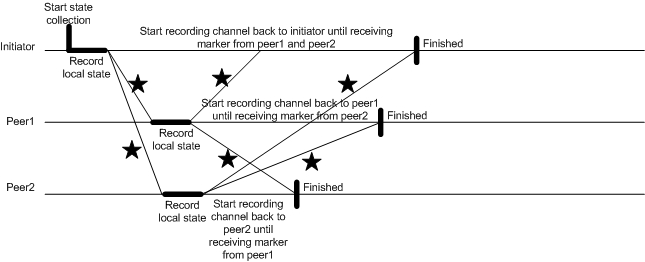 Start state
collection
Start recording channel back to initiator until receiving
marker from peer1 and peer2
Initiator
Finished
Record
local state
Start recording channel back to peer1
until receiving marker from peer2
Peer1
Finished
Record
local state
Peer2
Finished
Record
local state
Start recording
channel back to
peer2 until
receiving marker
from peer1